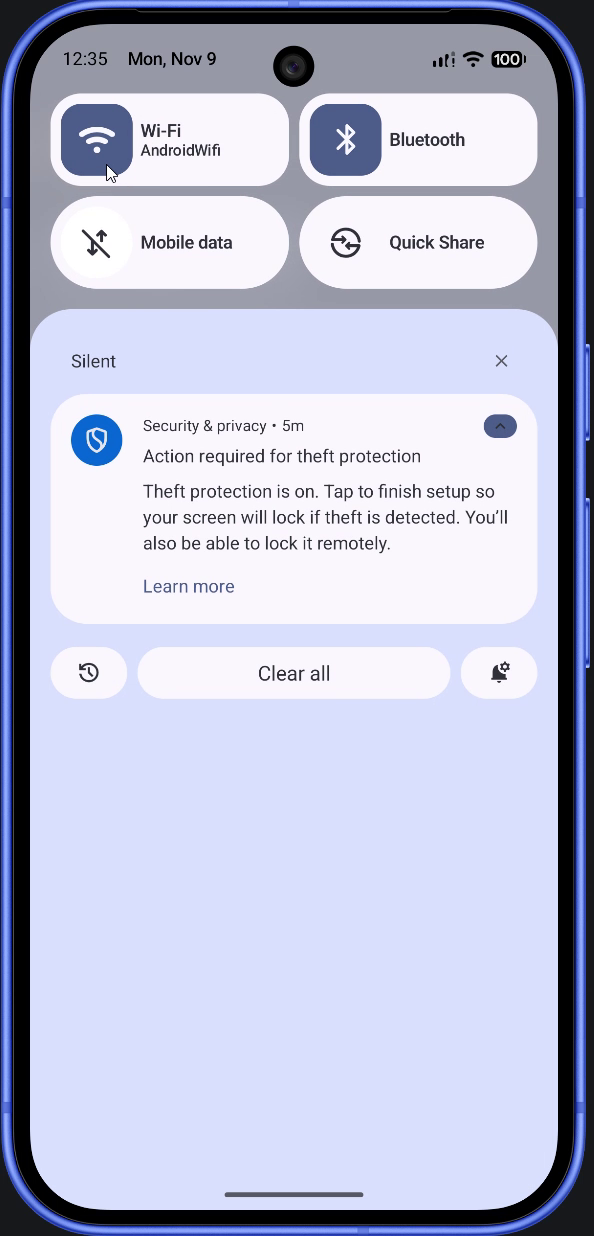 12:35 Mon, Nov 9 100
Wi-Fi
AndroidWifi
Bluetooth
Mobile data
Quick Share
Silent
Security & privacy • 5m
Action required for theft protection
Theft protection is on. Tap to finish setup so
your screen will lock if theft is detected. You’ll
also be able to lock it remotely.
Learn more
Clear all